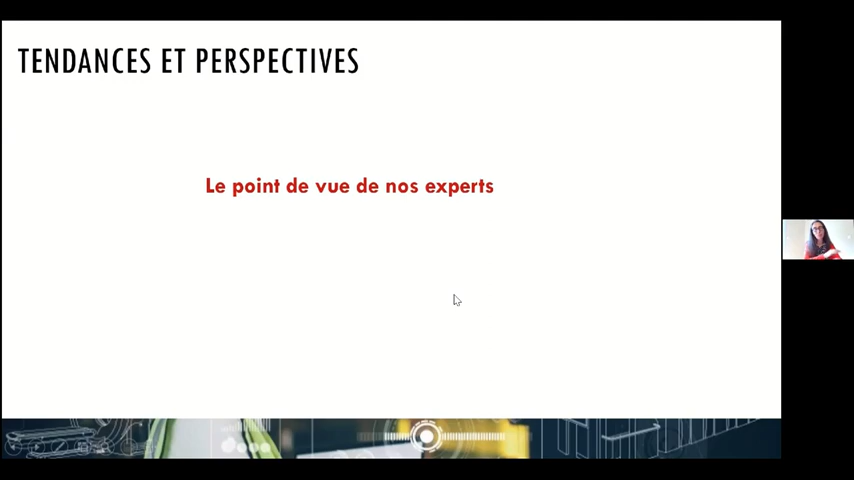 TENDANCES ET PERSPECTIVES
Le point de vue de nos experts